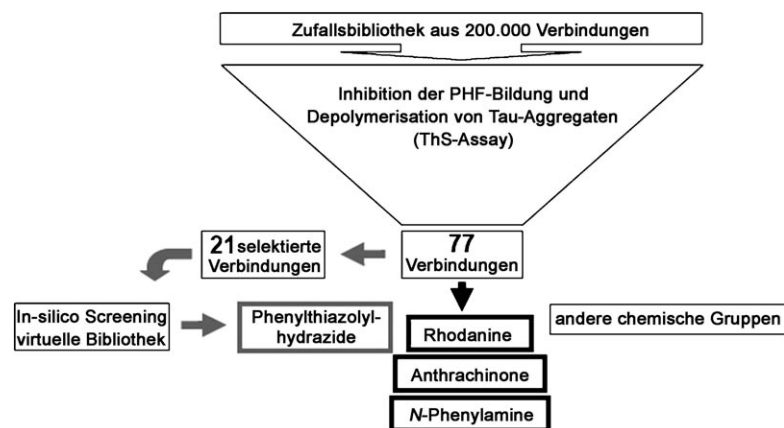 Zufallsbibliothek aus 200.000 Verbindungen
Inhibition der PHF-Bildung und
Depolymerisation von Tau-Aggregaten
(ThS-Assay)
21 selektierte
Verbindungen
77
Verbindungen
In-silico Screening
virtuelle Bibliothek
Phenylthiazolyl-
hydrazide
Rhodanine
andere chemische Gruppen
Anthrachinone
N-Phenylamine